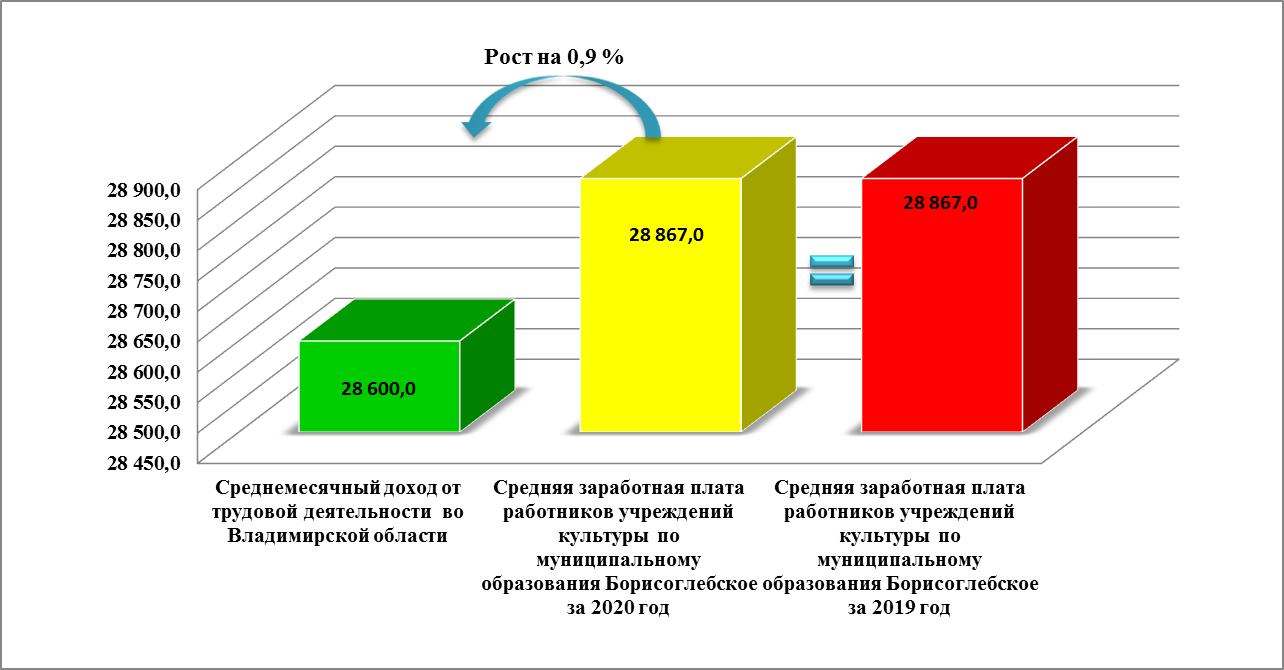 Рост на 0,9 %
28 900,0
28 850,0
28 800,0
28 750,0
28 700,0
28 650,0
28 600,0
28 550,0
28 500,0
28 450,0
28 600,0
28 867,0
28 867,0
Среднемесячный доход от
трудовой деятельности во
Владимирской области
Средняя заработная плата
работников учреждений
культуры по
муниципальному
образования Борисоглебское
за 2020 год
Средняя заработная плата
работников учреждений
культуры по
муниципальному
образования Борисоглебское
за 2019 год